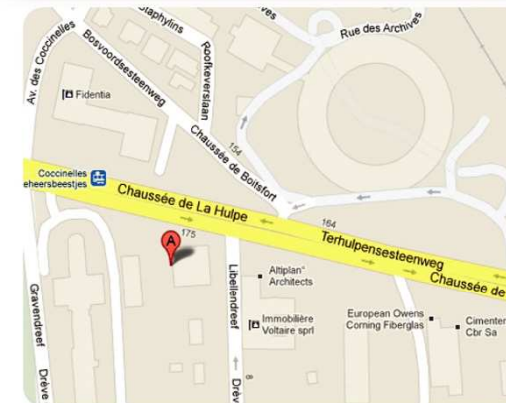 Staphylins
Rue des Archives
Av. des Coccinelles
Bosvoordsesteenweg
Roofkeverslaan
Fidentia
154
Chaussée de Boitsfort
Coccinelles
eheersbeestjes
Chaussée de La Hulpe
164
Terhulpensesteenweg
Chaussée de
175
A
Libellendreef
Altiplan°
Architects
Immobilière
Voltaire sprl
European Owens
Corning Fiberglas
Cimenter
Cbr Sa
Gravendreef
Drève
Drèv